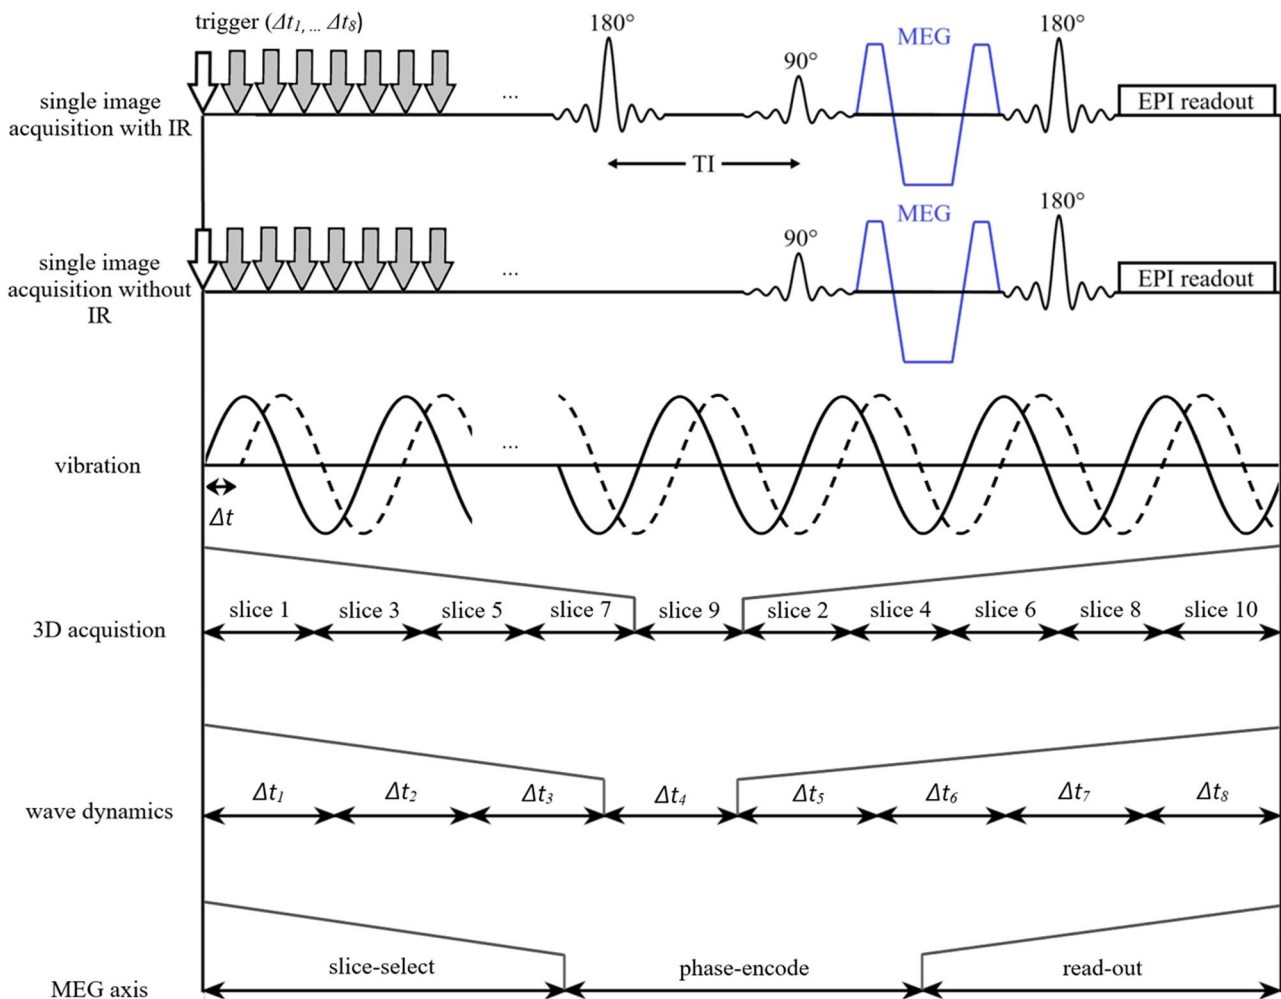 trigger (Δt1, ... Δt8)
180°
90°
MEG
180°
single image
acquisition with IR
...
EPI readout
TI
MEG
180°
90°
single image
acquisition without
IR
...
EPI readout
vibration
...
Δt
3D acquistion
slice 1
slice 3
slice 5
slice 7
slice 9
slice 2
slice 4
slice 6
slice 8
slice 10
wave dynamics
Δt1
Δt2
Δt3
Δt4
Δt5
Δt6
Δt7
Δt8
MEG axis
slice-select
phase-encode
read-out